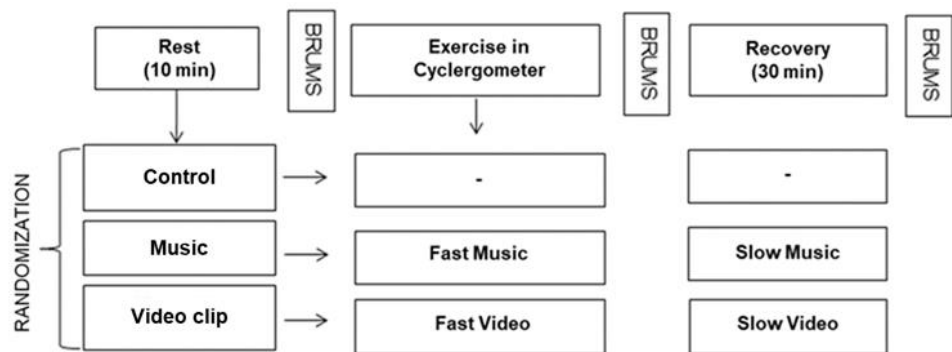 Rest
(10 min)
BRUMS
Exercise in
Cyclergometer
BRUMS
Recovery
(30 min)
BRUMS
RANDOMIZATION
Control
-
-
Music
Fast Music
Slow Music
Video clip
Fast Video
Slow Video